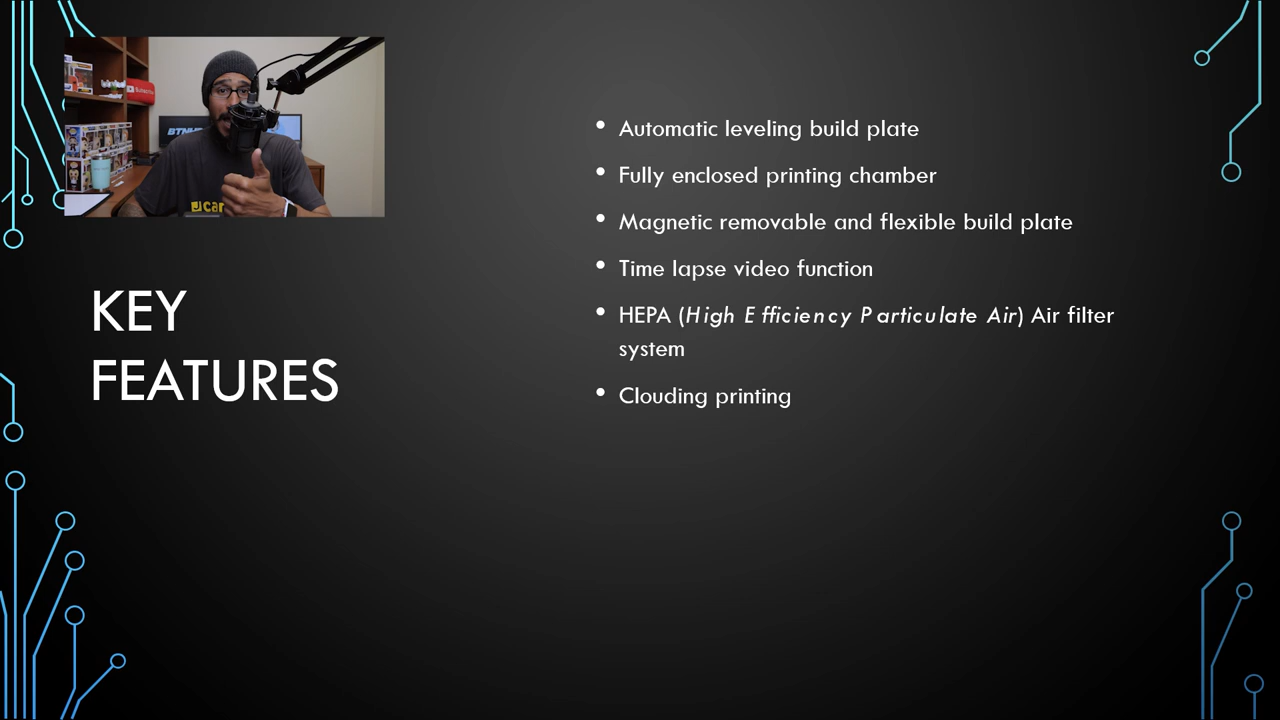 KEY
FEATURES
• Automatic leveling build plate
• Fully enclosed printing chamber
• Magnetic removable and flexible build plate
• Time lapse video function
• HEPA (High Efficiency Particulate Air) Air filter
system
• Clouding printing